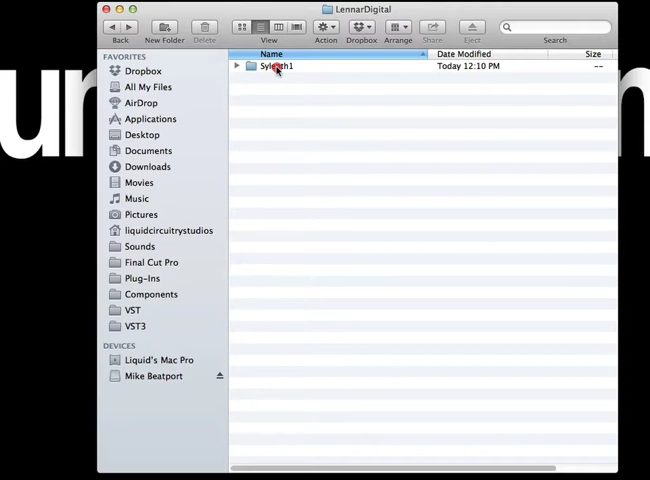 LennarDigital
Back New Folder Delete View Action Dropbox Arrange Share Eject Search
FAVORITES Name Date Modified Size
Dropbox Today 12:10 PM --
All My Files
AirDrop
Applications
Desktop
Documents
Downloads
Movies
Music
Pictures
liquidcircuitrystudios
Sounds
Final Cut Pro
Plug-Ins
Components
VST
VST3
DEVICES
Liquid's Mac Pro
Mike Beatport